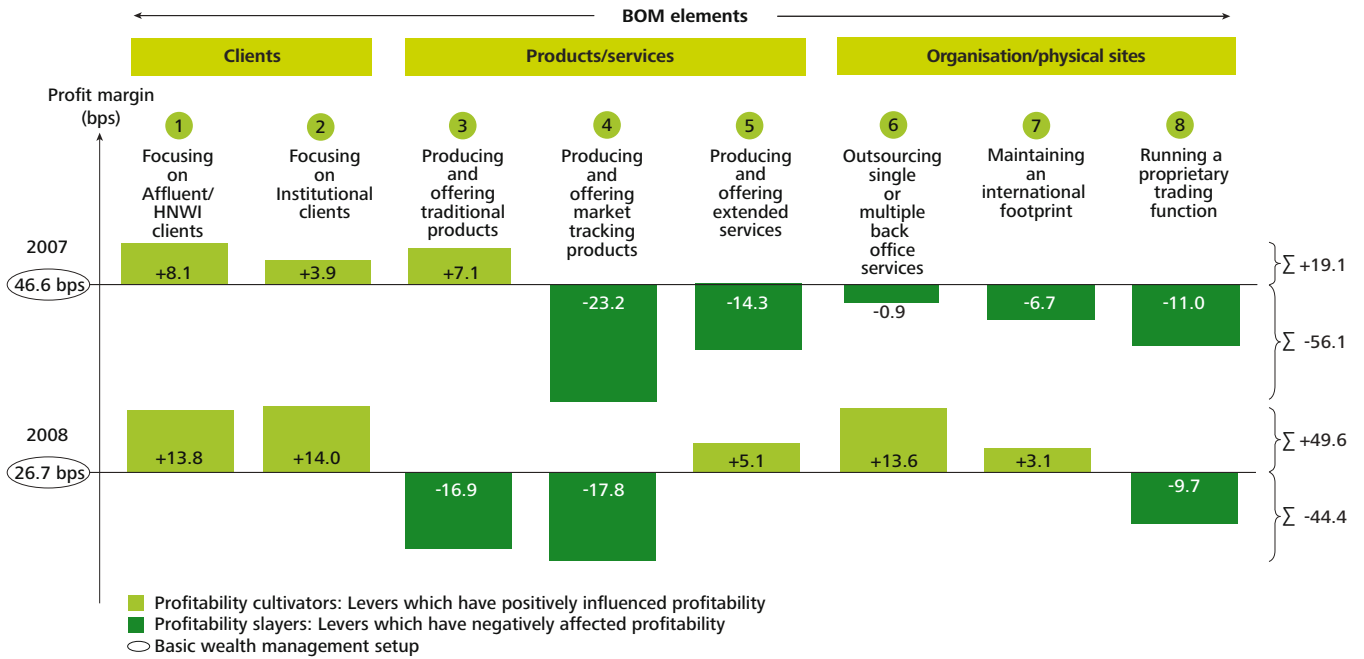 BOM elements
Clients
Products/services
Organisation/physical sites
Profit margin
(bps)
1
Focusing
on
Affluent/
HNWI
clients
2
Focusing
on
Institutional
clients
3
Producing
and
offering
traditional
products
4
Producing
and
offering
market
tracking
products
5
Producing
and
offering
extended
services
6
Outsourcing
single
or
multiple
back
office
services
7
Maintaining
an
international
footprint
8
Running a
proprietary
trading
function
2007
46.6 bps
+8.1
+3.9
+7.1
-23.2
-14.3
-0.9
-6.7
-11.0
∑ +19.1
∑ -56.1
2008
26.7 bps
+13.8
+14.0
-16.9
-17.8
+5.1
+13.6
+3.1
-9.7
∑ +49.6
∑ -44.4
Profitability cultivators: Levers which have positively influenced profitability
Profitability slayers: Levers which have negatively affected profitability
Basic wealth management setup